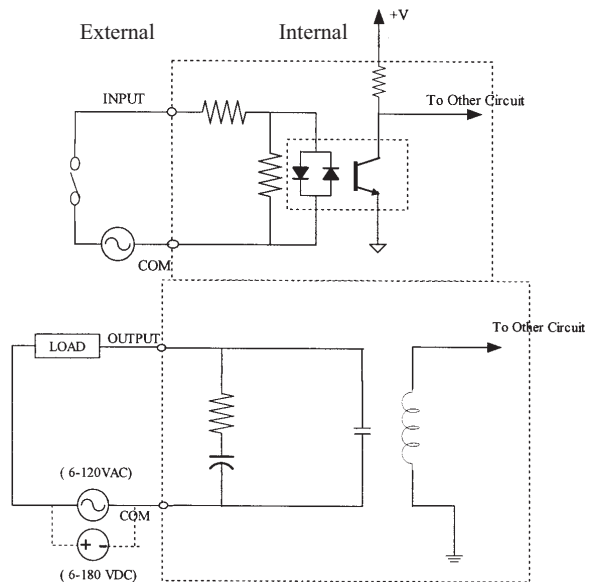 +V
External
Internal
INPUT
To Other Circuit
COM
To Other Circuit
OUTPUT
LOAD
( 6-120VAC)
COM
+ -
( 6-180 VDC)